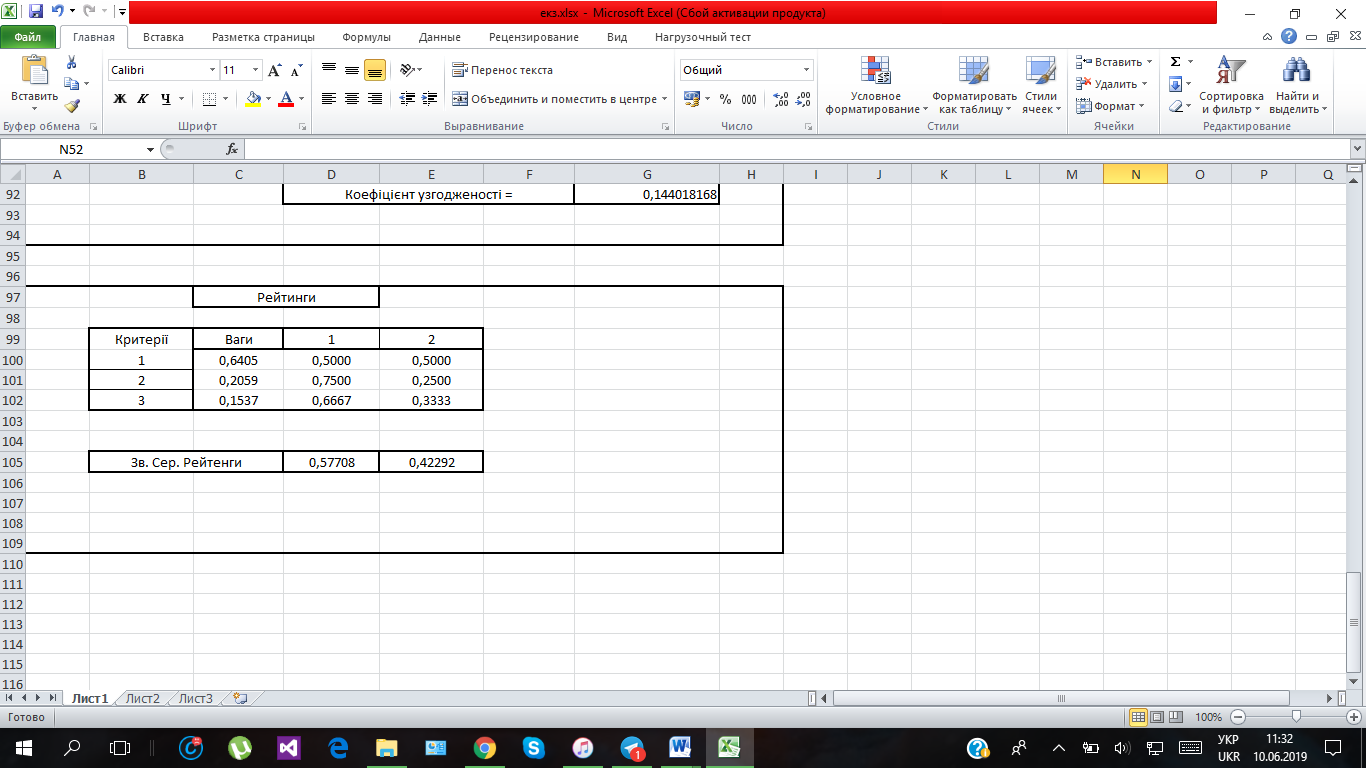 екз.xlsx - Microsoft Excel (Сбой активации продукта)
Файл Главная Вставка Разметка страницы Формулы Данные Рецензирование Вид Нагрузочный тест
Calibri 11 Перенос текста Общий Вставить Σ
Вставить Ж К Ч А Объединить и поместить в центре % 000 Условное форматирование Форматировать как таблицу Стили ячеек Удалить Формат Сортировка и фильтр Найти и выделить
Буфер обмена Шрифт Выравнивание Число Стили Ячейки Редактирование
N52 fx
A B C D E F G H I J K L M N O P Q
92 Коефіцієнт узгодженості = 0,144018168
93
94
95
96
97 Рейтинги
98
99 Критерії Ваги 1 2
100 1 0,6405 0,5000 0,5000
101 2 0,2059 0,7500 0,2500
102 3 0,1537 0,6667 0,3333
103
104
105 Зв. Сер. Рейтенги 0,57708 0,42292
106
107
108
109
110
111
112
113
114
115
116
Лист1 Лист2 Лист3
Готово 100%
УКР 11:32
UKR 10.06.2019